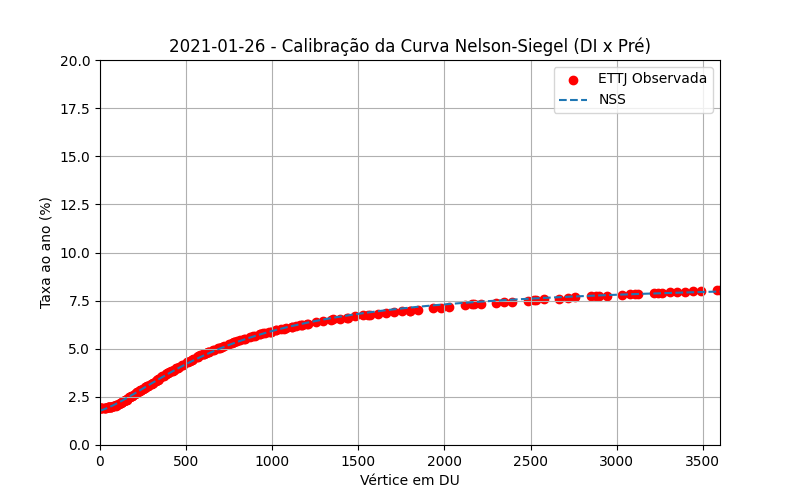 2021-01-26 - Calibração da Curva Nelson-Siegel (DI x Pré)
20.0
17.5
15.0
12.5
10.0
7.5
5.0
2.5
0.0
Taxa ao ano (%)
ETTJ Observada
NSS
0 500 1000 1500 2000 2500 3000 3500
Vértice em DU